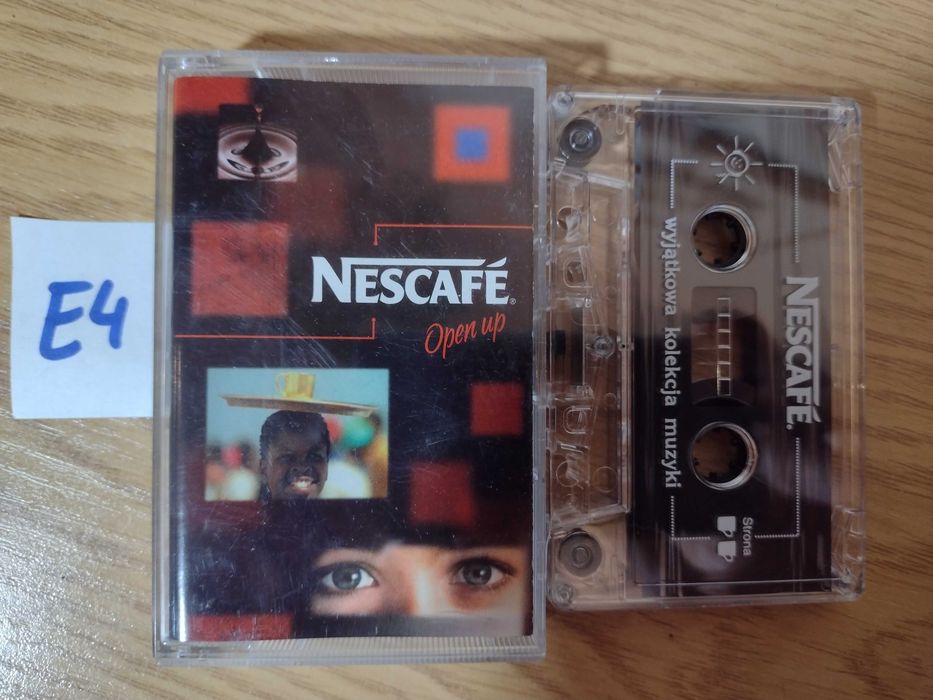 E4
NESCAFÉ®
Open up
NESCAFÉ®
wyjątkowa kolekcja muzyki
Strona